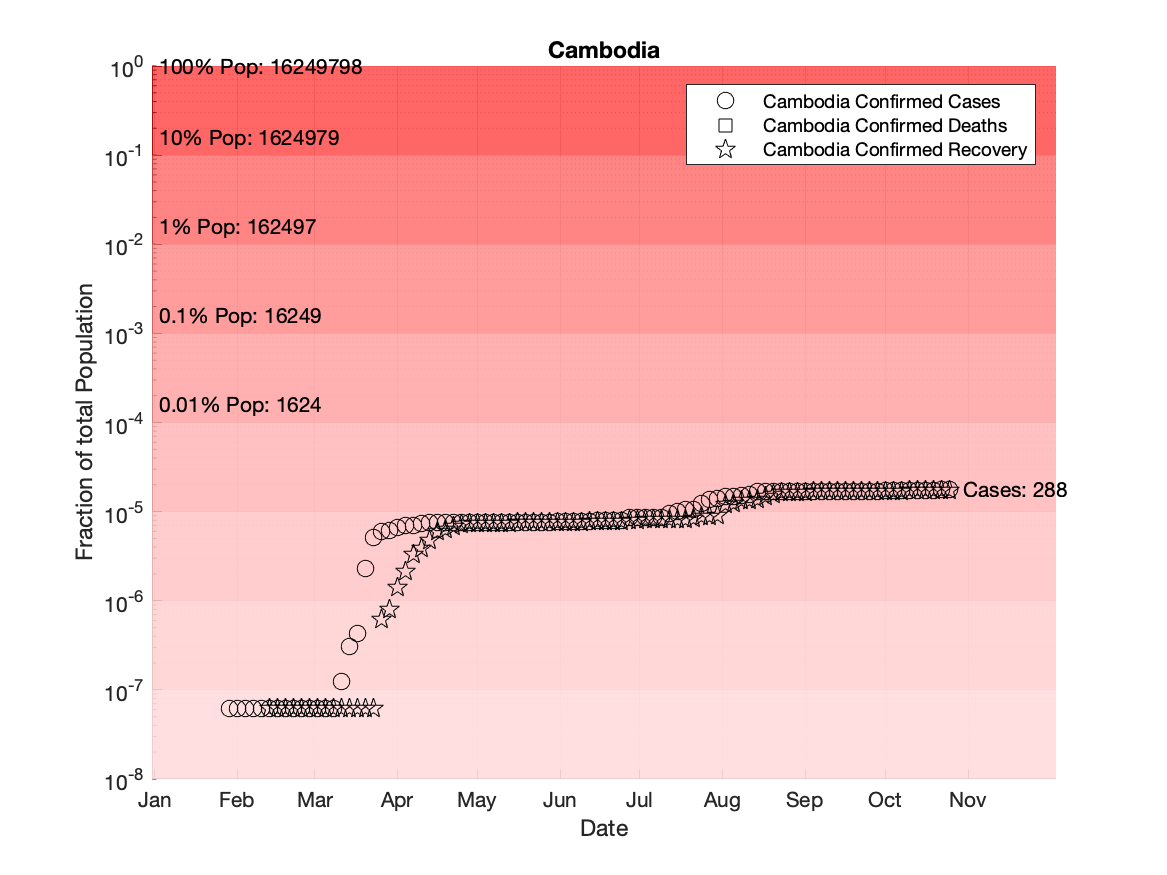 Cambodia
10^0
100% Pop: 16249798
Cambodia Confirmed Cases
Cambodia Confirmed Deaths
Cambodia Confirmed Recovery
10% Pop: 1624979
10^-1
1% Pop: 162497
10^-2
0.1% Pop: 16249
10^-3
0.01% Pop: 1624
10^-4
Fraction of total Population
Cases: 288
10^-5
10^-6
10^-7
10^-8
Jan Feb Mar Apr May Jun Jul Aug Sep Oct Nov
Date